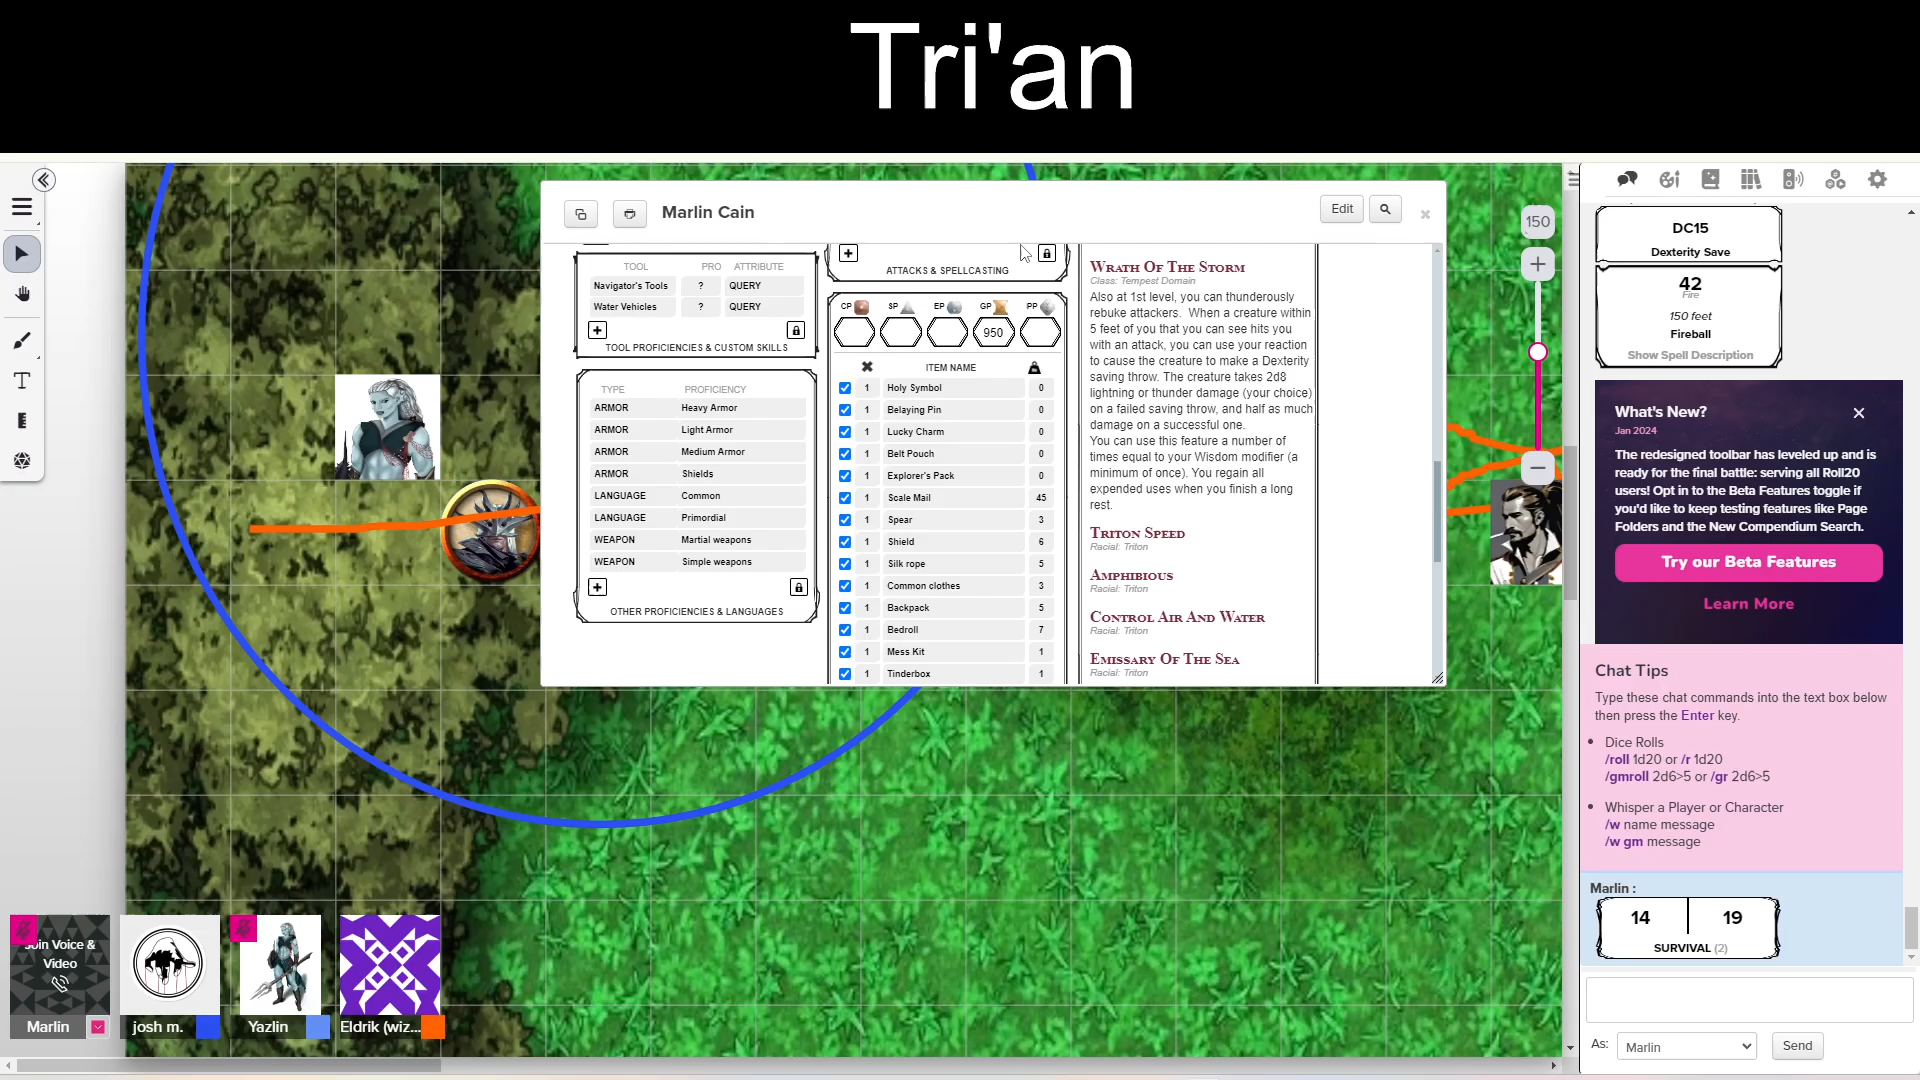 Tri'an
Marlin Cain
Edit
TOOL PRO ATTRIBUTE
Navigator's Tools ? QUERY
Water Vehicles ? QUERY
TOOL PROFICIENCIES & CUSTOM SKILLS
TYPE PROFICIENCY
ARMOR Heavy Armor
ARMOR Light Armor
ARMOR Medium Armor
ARMOR Shields
LANGUAGE Common
LANGUAGE Primordial
WEAPON Martial weapons
WEAPON Simple weapons
OTHER PROFICIENCIES & LANGUAGES
ATTACKS & SPELLCASTING
CP SP EP GP PP
950
ITEM NAME
1 Holy Symbol 0
1 Belaying Pin 0
1 Lucky Charm 0
1 Belt Pouch 0
1 Explorer's Pack 0
1 Scale Mail 45
1 Spear 3
1 Shield 6
1 Silk rope 5
1 Common clothes 3
1 Backpack 5
1 Bedroll 7
1 Mess Kit 1
1 Tinderbox 1
WRATH OF THE STORM
Class: Tempest Domain
Also at 1st level, you can thunderously
rebuke attackers. When a creature within
5 feet of you that you can see hits you
with an attack, you can use your reaction
to cause the creature to make a Dexterity
saving throw. The creature takes 2d8
lightning or thunder damage (your choice)
on a failed saving throw, and half as much
damage on a successful one.
You can use this feature a number of
times equal to your Wisdom modifier (a
minimum of once). You regain all
expended uses when you finish a long
rest.
TRITON SPEED
Racial: Triton
AMPHIBIOUS
Racial: Triton
CONTROL AIR AND WATER
Racial: Triton
EMISSARY OF THE SEA
Racial: Triton
150
DC15
Dexterity Save
42
Fire
150 feet
Fireball
Show Spell Description
What's New?
Jan 2024
The redesigned toolbar has leveled up and is
ready for the final battle: serving all Roll20
users! Opt in to the Beta Features toggle if
you'd like to keep testing features like Page
Folders and the New Compendium Search.
Try our Beta Features
Learn More
Chat Tips
Type these chat commands into the text box below
then press the Enter key.
• Dice Rolls
/roll 1d20 or /r 1d20
/gmroll 2d6>5 or /gr 2d6>5
• Whisper a Player or Character
/w name message
/w gm message
Marlin :
14 19
SURVIVAL (2)
As: Marlin Send
Join Voice &
Video
Marlin
josh m.
Yazlin
Eldrik (wiz...